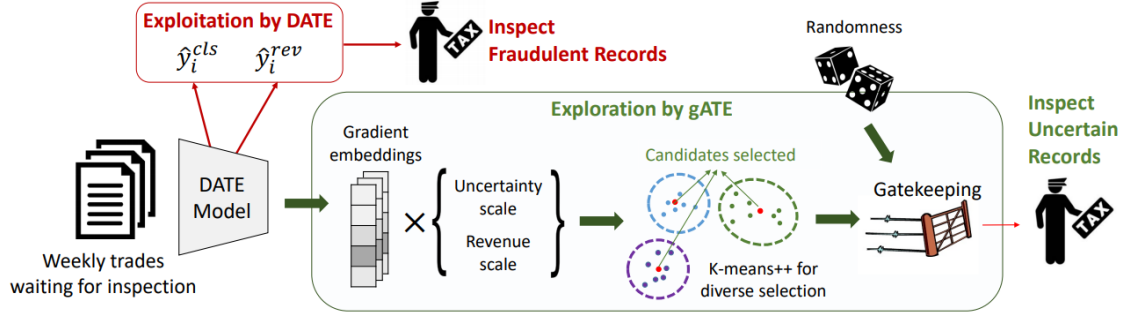 Exploitation by DATE
ŷ_i^{cls} ŷ_i^{rev}
TAX
Inspect
Fraudulent Records
Randomness
Weekly trades
waiting for inspection
DATE
Model
Exploration by gATE
Gradient
embeddings
×
Uncertainty
scale
Revenue
scale
Candidates selected
K-means++ for
diverse selection
Gatekeeping
Inspect
Uncertain
Records
TAX